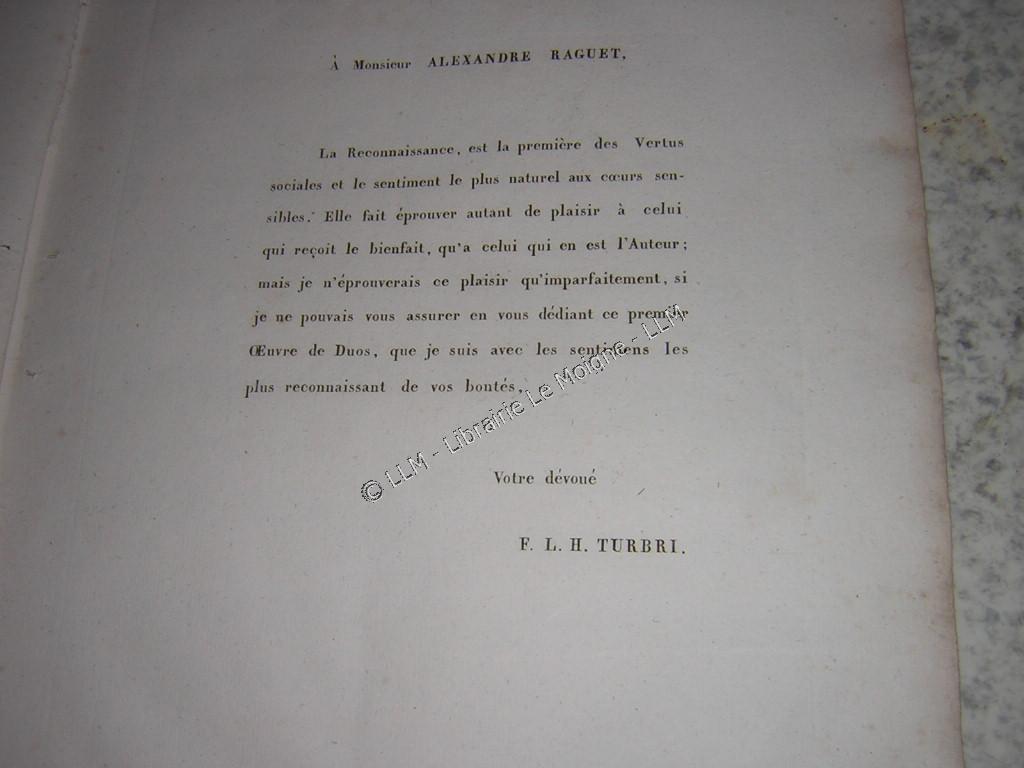 À Monsieur ALEXANDRE RAGUET,
La Reconnaissance, est la première des Vertus
sociales et le sentiment le plus naturel aux cœurs sen-
sibles. Elle fait éprouver autant de plaisir à celui
qui reçoit le bienfait, qu'a celui qui en est l'Auteur;
mais je n'éprouverais ce plaisir qu'imparfaitement, si
je ne pouvais vous assurer en vous dédiant ce premier
Œuvre de Duos, que je suis avec les sentimens les
plus reconnaissant de vos bontés,
Votre dévoué
F. L. H. TURBRI.
© LLM - Librairie Le Moigne - LLM